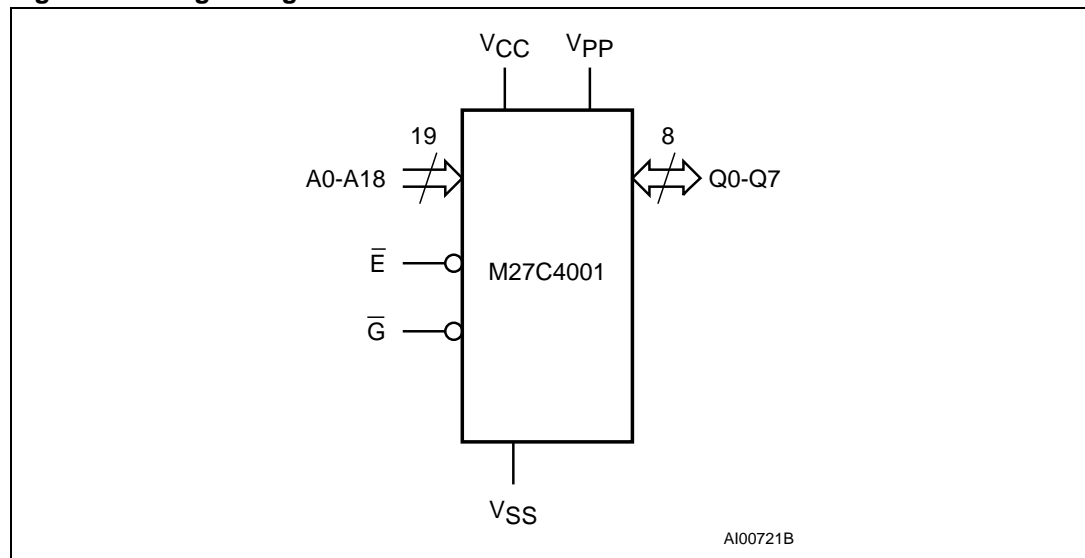 VCC VPP
19 8
A0-A18 Q0-Q7
E̅
M27C4001
G̅
VSS
AI00721B